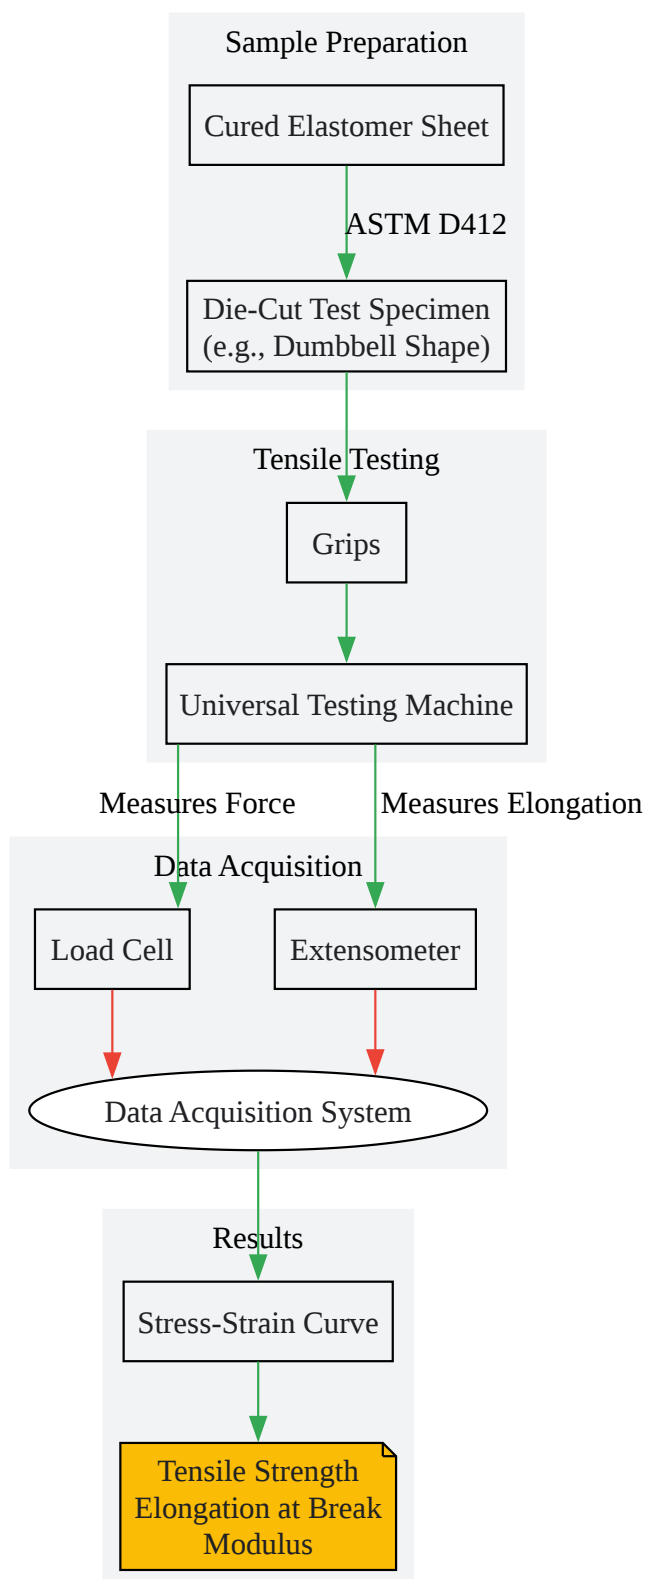 Sample Preparation
Cured Elastomer Sheet
ASTM D412
Die-Cut Test Specimen
(e.g., Dumbbell Shape)
Tensile Testing
Grips
Universal Testing Machine
Measures Force
Measures Elongation
Data Acquisition
Load Cell
Extensometer
Data Acquisition System
Results
Stress-Strain Curve
Tensile Strength
Elongation at Break
Modulus